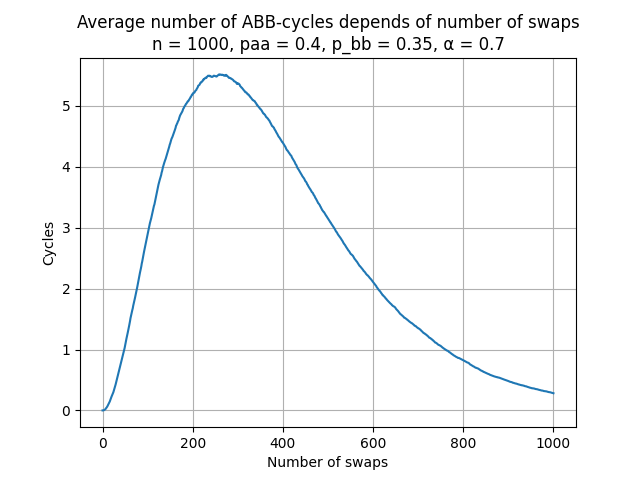 Average number of ABB-cycles depends of number of swaps
n = 1000, paa = 0.4, p_bb = 0.35, α = 0.7
5
4
3
2
1
0
Cycles
0 200 400 600 800 1000
Number of swaps